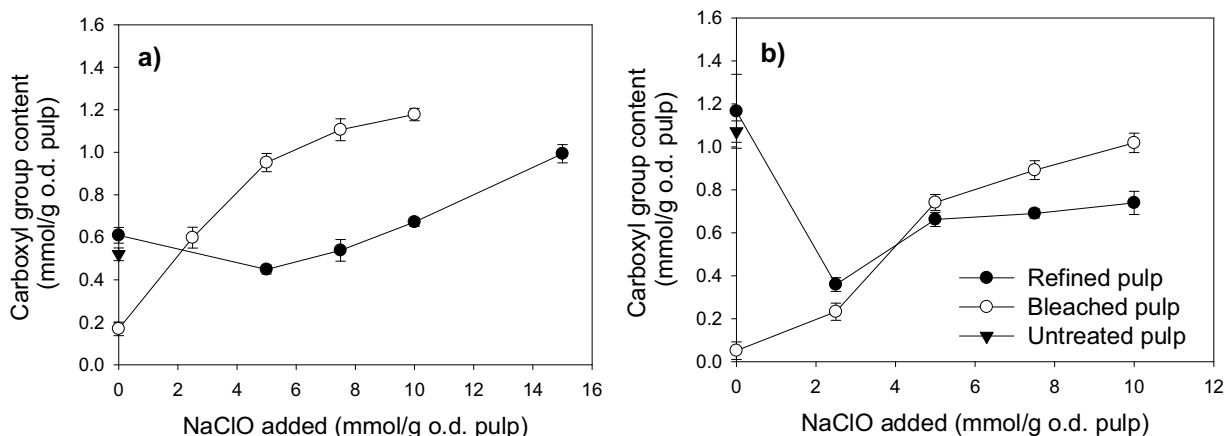 a)
Carboxyl group content
(mmol/g o.d. pulp)
1.6
1.4
1.2
1.0
0.8
0.6
0.4
0.2
0.0
0 2 4 6 8 10 12 14 16
NaClO added (mmol/g o.d. pulp)
b)
Carboxyl group content
(mmol/g o.d. pulp)
1.6
1.4
1.2
1.0
0.8
0.6
0.4
0.2
0.0
Refined pulp
Bleached pulp
Untreated pulp
0 2 4 6 8 10 12
NaClO added (mmol/g o.d. pulp)